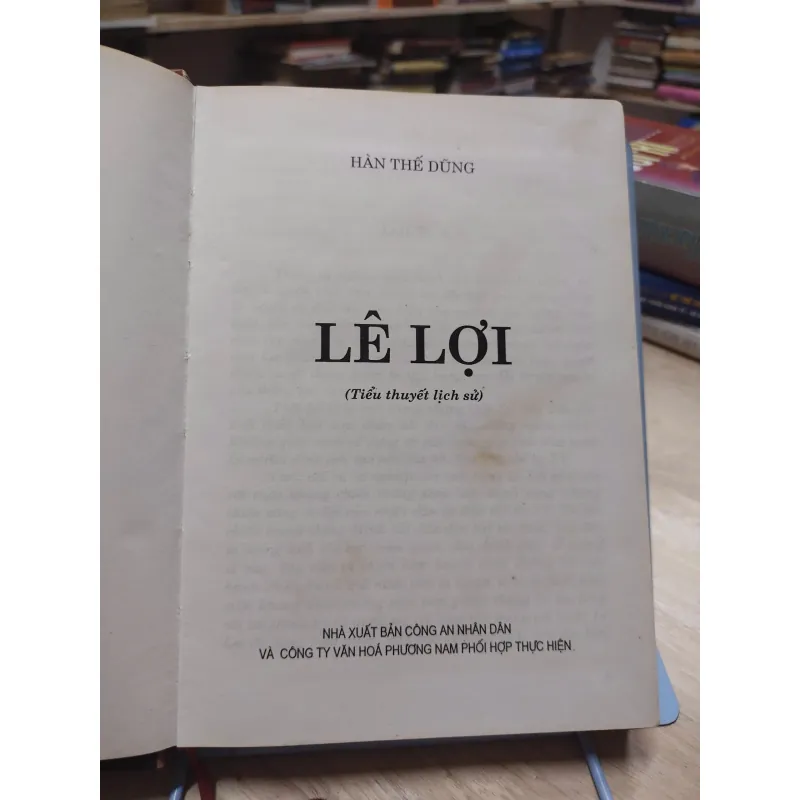 HÀN THẾ DŨNG
LÊ LỢI
(Tiểu thuyết lịch sử)
NHÀ XUẤT BẢN CÔNG AN NHÂN DÂN
VÀ CÔNG TY VĂN HOÁ PHƯƠNG NAM PHỐI HỢP THỰC HIỆN